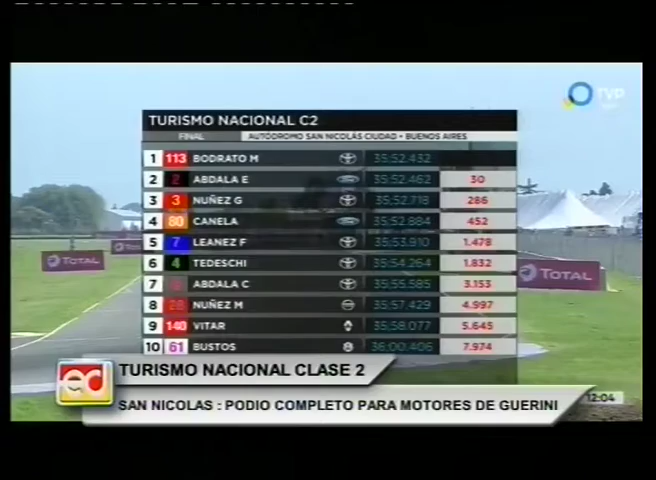 TVP
TURISMO NACIONAL C2
FINAL AUTÓDROMO SAN NICOLÁS CIUDAD - BUENOS AIRES
1 113 BODRATO M 35:52.432
2 2 ABDALA E 35:52.462 30
3 3 NUÑEZ G 35:52.718 286
4 80 CANELA 35:52.884 452
5 7 LEANEZ F 35:53.910 1.478
6 4 TEDESCHI 35:54.264 1.832
7 ABDALA C 35:55.585 3.153
8 28 NUÑEZ M 35:57.429 4.997
9 140 VITAR 35:58.077 5.645
10 61 BUSTOS 36:00.406 7.974
TOTAL
TOTAL
TOTAL
ed
TURISMO NACIONAL CLASE 2
SAN NICOLAS : PODIO COMPLETO PARA MOTORES DE GUERINI
12:04